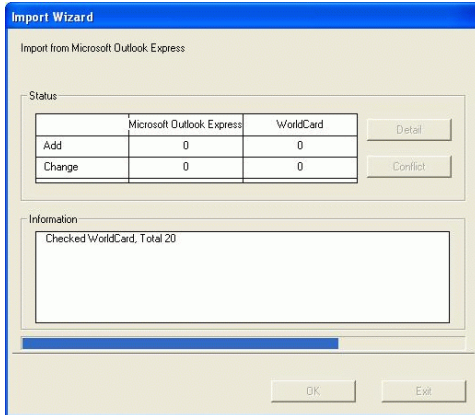 Import Wizard
Import from Microsoft Outlook Express
Status
Microsoft Outlook Express WorldCard
Add 0 0
Change 0 0
Detail
Conflict
Information
Checked WorldCard, Total 20
OK Exit